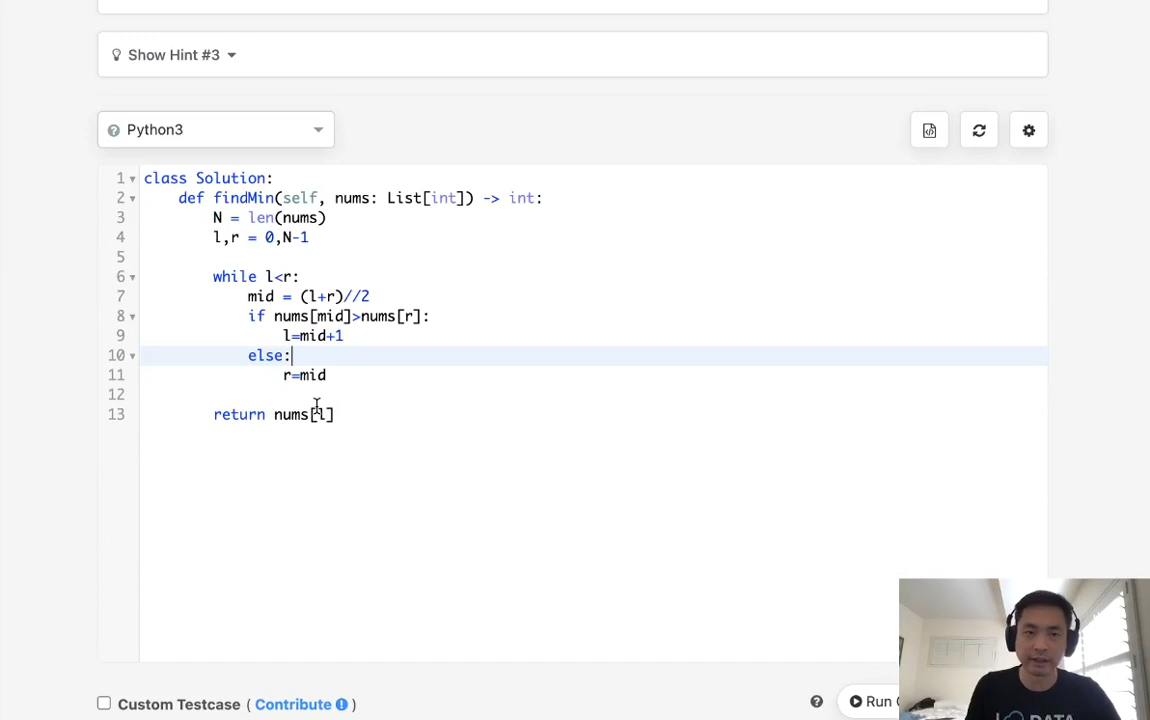 Show Hint #3
Python3
1 class Solution:
2 def findMin(self, nums: List[int]) -> int:
3 N = len(nums)
4 l,r = 0,N-1
5
6 while l<r:
7 mid = (l+r)//2
8 if nums[mid]>nums[r]:
9 l=mid+1
10 else:
11 r=mid
12
13 return nums[l]
Custom Testcase ( Contribute )
Run
DATA